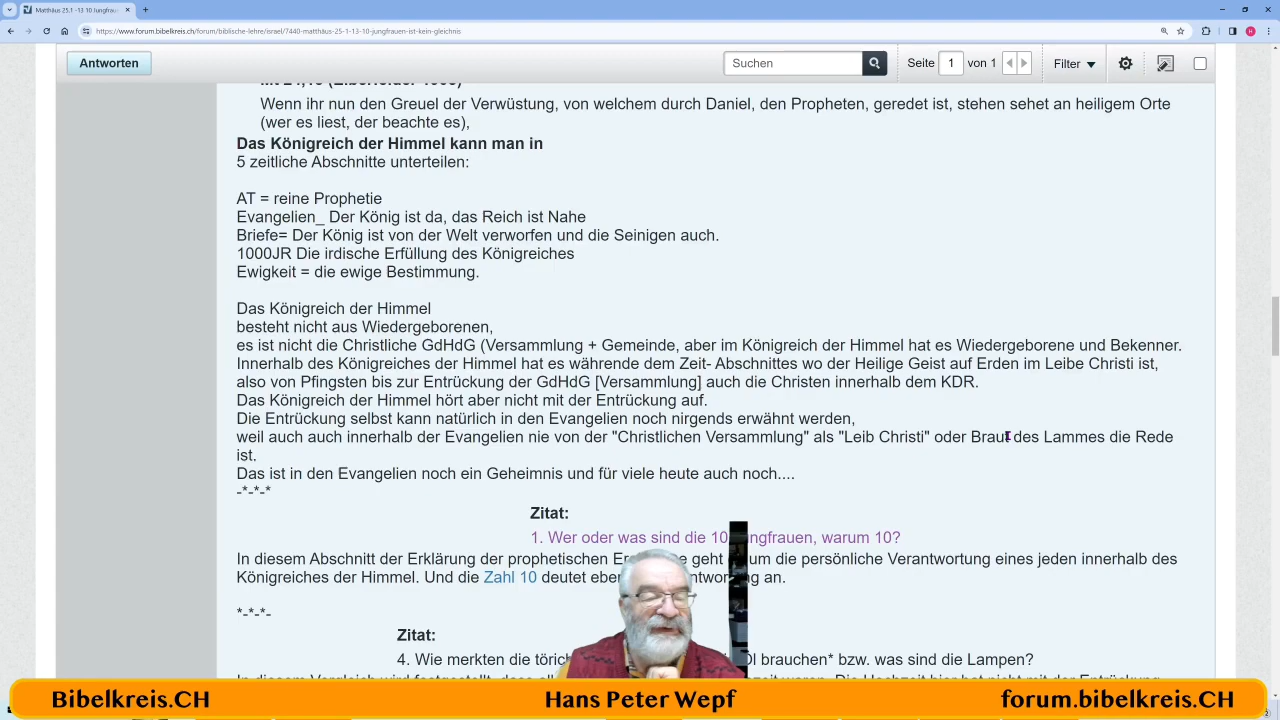 Matthäus 25,1 -13 10 Jungfrau
https://www.forum.bibelkreis.ch/forum/biblische-lehre/israel/7440-matthäus-25-1-13-10-jungfrauen-ist-kein-gleichnis
Antworten
Suchen
Seite 1 von 1
Filter
Wenn ihr nun den Greuel der Verwüstung, von welchem durch Daniel, den Propheten, geredet ist, stehen sehet an heiligem Orte
(wer es liest, der beachte es),
Das Königreich der Himmel kann man in
5 zeitliche Abschnitte unterteilen:
AT = reine Prophetie
Evangelien_ Der König ist da, das Reich ist Nahe
Briefe= Der König ist von der Welt verworfen und die Seinigen auch.
1000JR Die irdische Erfüllung des Königreiches
Ewigkeit = die ewige Bestimmung.
Das Königreich der Himmel
besteht nicht aus Wiedergeborenen,
es ist nicht die Christliche GdHdG (Versammlung + Gemeinde, aber im Königreich der Himmel hat es Wiedergeborene und Bekenner.
Innerhalb des Königreiches der Himmel hat es währende dem Zeit- Abschnittes wo der Heilige Geist auf Erden im Leibe Christi ist,
also von Pfingsten bis zur Entrückung der GdHdG [Versammlung] auch die Christen innerhalb dem KDR.
Das Königreich der Himmel hört aber nicht mit der Entrückung auf.
Die Entrückung selbst kann natürlich in den Evangelien noch nirgends erwähnt werden,
weil auch auch innerhalb der Evangelien nie von der "Christlichen Versammlung" als "Leib Christi" oder Braut des Lammes die Rede
ist.
Das ist in den Evangelien noch ein Geheimnis und für viele heute auch noch....
-*-*-*
Zitat:
1. Wer oder was sind die 10 ngfrauen, warum 10?
In diesem Abschnitt der Erklärung der prophetischen geht um die persönliche Verantwortung eines jeden innerhalb des
Königreiches der Himmel. Und die Zahl 10 deutet an.
*-*-*-
Zitat:
4. Wie merkten die brauchen* bzw. was sind die Lampen?
Bibelkreis.CH
Hans Peter Wepf
forum.bibelkreis.CH